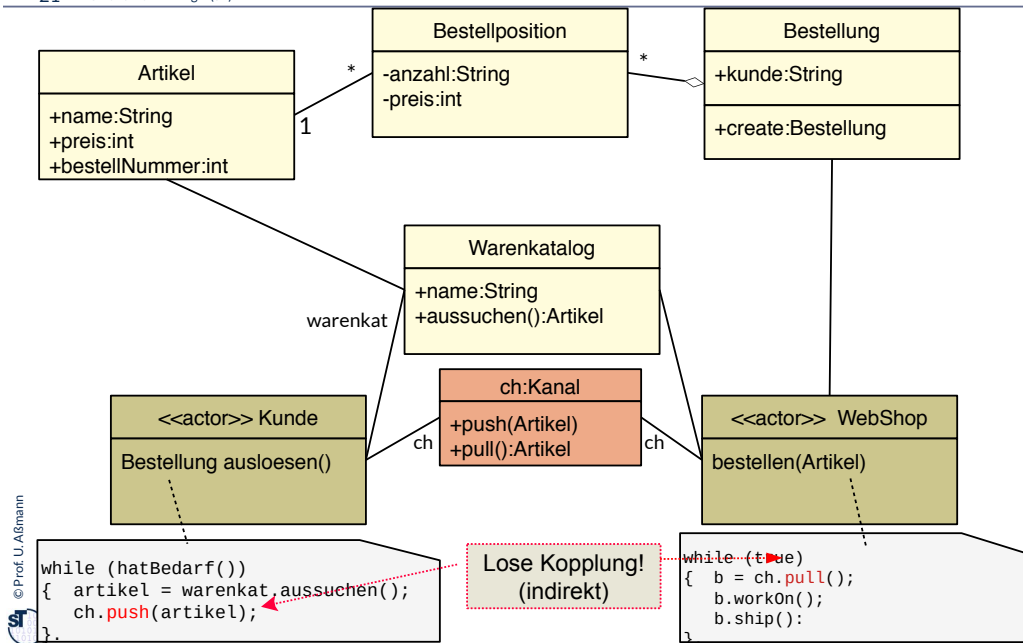 21
Bestellposition
-anzahl:String
-preis:int
Bestellung
+kunde:String
+create:Bestellung
Artikel
+name:String
+preis:int
+bestellNummer:int
*
1
*
Warenkatalog
+name:String
+aussuchen():Artikel
warenkat
ch:Kanal
+push(Artikel)
+pull():Artikel
ch
ch
<<actor>> Kunde
Bestellung ausloesen()
<<actor>> WebShop
bestellen(Artikel)
while (hatBedarf())
{ artikel = warenkat.aussuchen();
ch.push(artikel);
}.
Lose Kopplung!
(indirekt)
while (true)
{ b = ch.pull();
b.workOn();
b.ship():
}
© Prof. U. Aßmann
ST